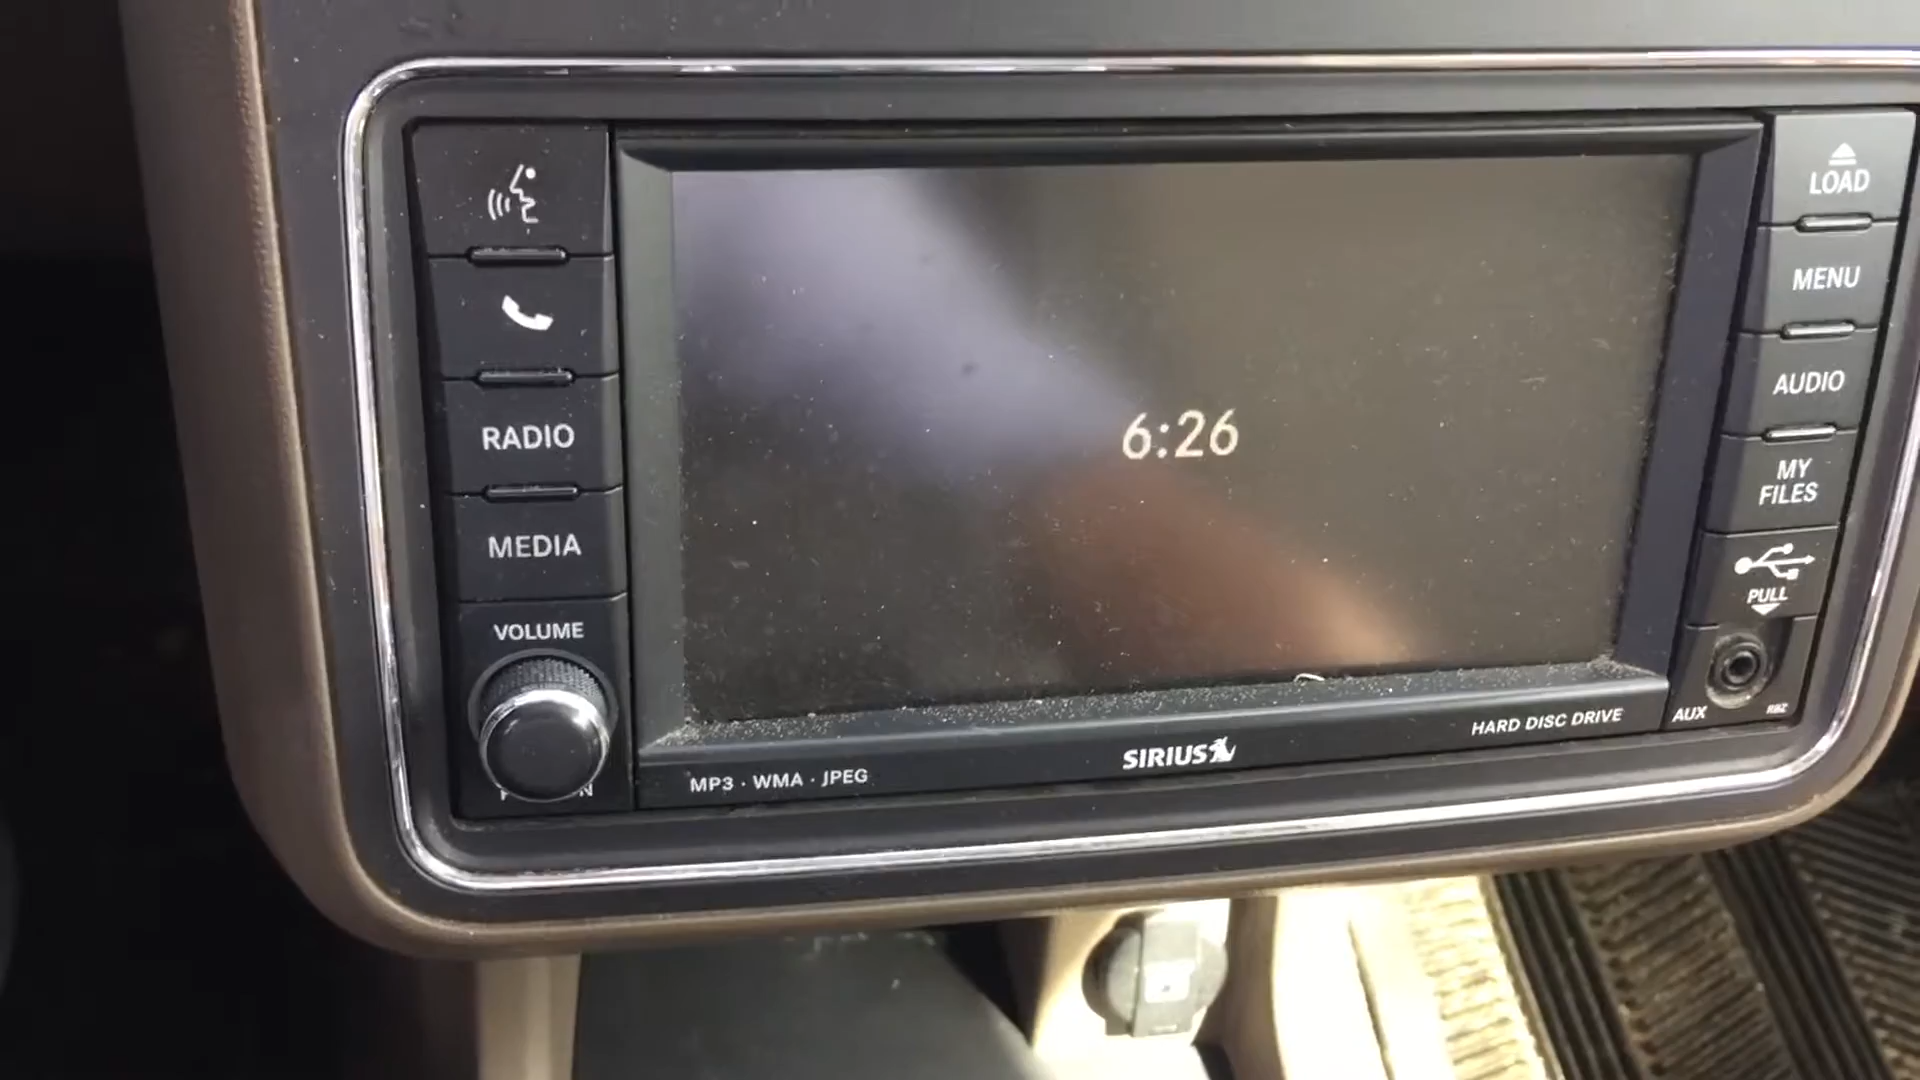 LOAD
MENU
AUDIO
MY
FILES
PULL
AUX
RBZ
RADIO
MEDIA
VOLUME
6:26
HARD DISC DRIVE
SIRIUS
MP3 · WMA · JPEG